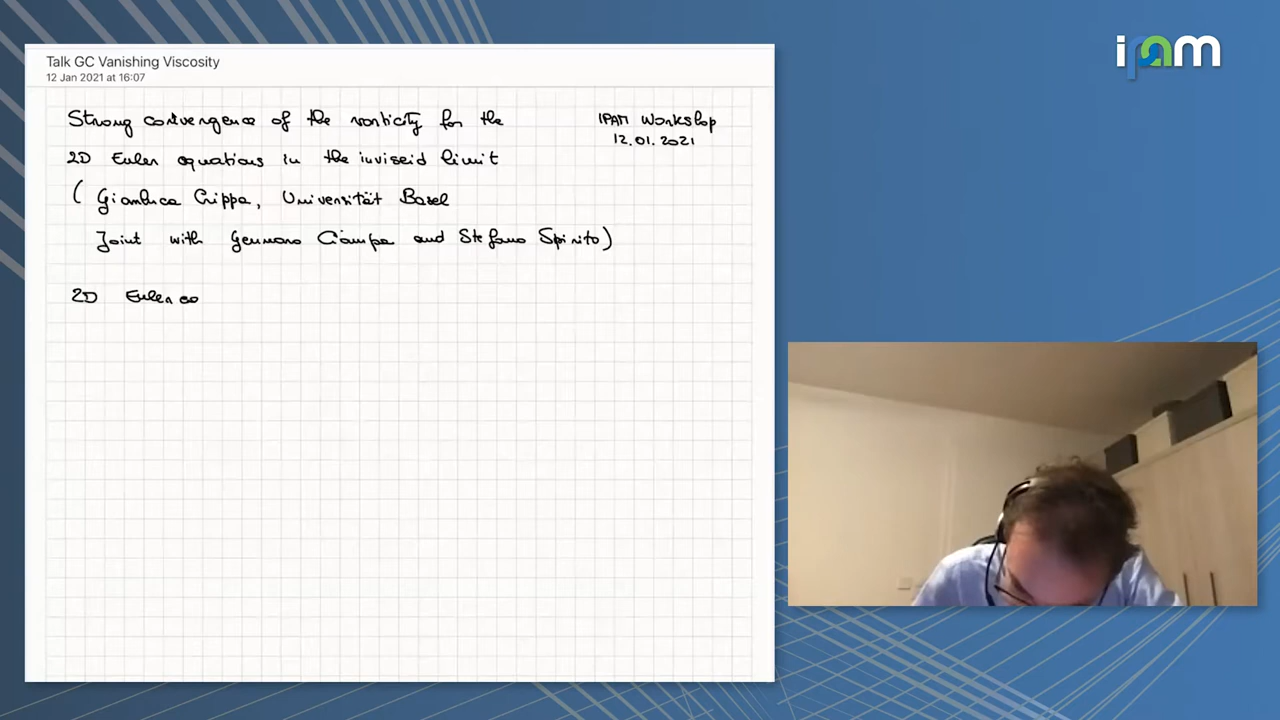 ipam
Talk GC Vanishing Viscosity
12 Jan 2021 at 16:07
Strong convergence of the vorticity for the
IPAM Workshop
12.01.2021
2D Euler equations in the inviscid limit
(Gianluca Crippa, Universität Basel
Joint with Gennaro Ciampa and Stefano Spirito)
2D Euler eq